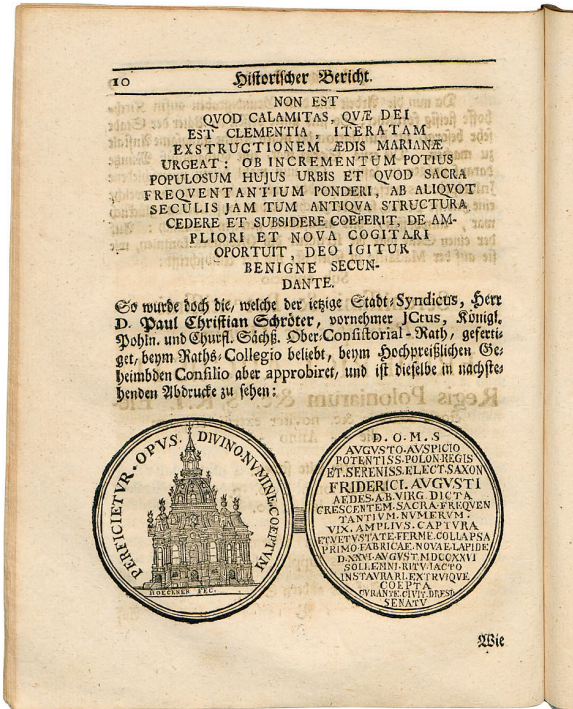 10
Historischer Bericht.
NON EST
QVOD CALAMITAS, QVÆ DEI
EST CLEMENTIA, ITERATAM
EXSTRUCTIONEM ÆDIS MARIANÆ
URGEAT: OB INCREMENTUM POTIUS
POPULOSUM HUJUS URBIS ET QVOD SACRA
FREQVENTANTIUM PONDERI, AB ALIQVOT
SECULIS JAM TUM ANTIQVA STRUCTURA
CEDERE ET SUBSIDERE COEPERIT, DE AM-
PLIORI ET NOVA COGITARI
OPORTUIT, DEO IGITUR
BENIGNE SECUN-
DANTE.
So wurde doch die, welche der ietzige Stadt-Syndicus, Herr
D. Paul Christian Schröter, vornehmer JCtus, Königl.
Pohln. und Churfl. Sächß. Ober-Consistorial-Rath, geferti-
get, beym Raths-Collegio beliebt, beym Hochpreißlichen Ge-
heimbden Consilio aber approbiret, und ist dieselbe in nachste-
henden Abdrucke zu sehen:
PERFICIETVR. OPVS. DIVINO. NVMINE. COEPTVM
HOECKNER FEC.
D. O. M. S
AVGVSTO. AVSPICIO
POTENTISS. POLON. REGIS
ET. SERENISS. ELECT. SAXON
FRIDERICI. AVGVSTI
AEDES. A. B. VIRG. DICTA
CRESCENTEM. SACRA. FREQVEN
TANTIVM. NVMERVM.
VIX. AMPLIVS. CAPTVRA
ET VETVSTATE. FERME. COLLAPSA
PRIMO. FABRICAE. NOVAE. LAPIDE
D. XXVI. AVGVST. MDCCXXVI
SOLLEMNI. RITV. IACTO
INSTAVRARI. EXTRVIQVE
COEPTA
CVRANTE. CIVIT. DRESD
SENATV
Wie